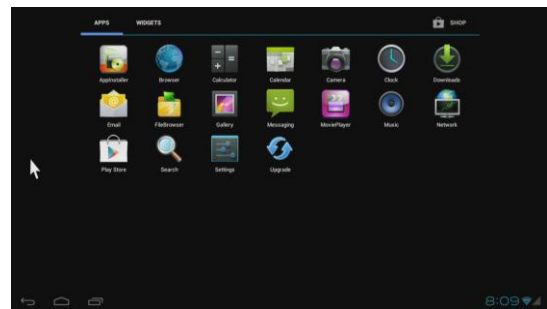 APPS WIDGETS SHOP
AppInstaller Browser Calculator Calendar Camera Clock Downloads
Email FileBrowser Gallery Messaging MoviePlayer Music Network
Play Store Search Settings Upgrade
8:09